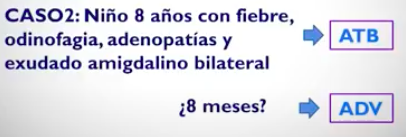 CASO2: Niño 8 años con fiebre,
odinofagia, adenopatías y
exudado amigdalino bilateral
ATB
¿8 meses?
ADV